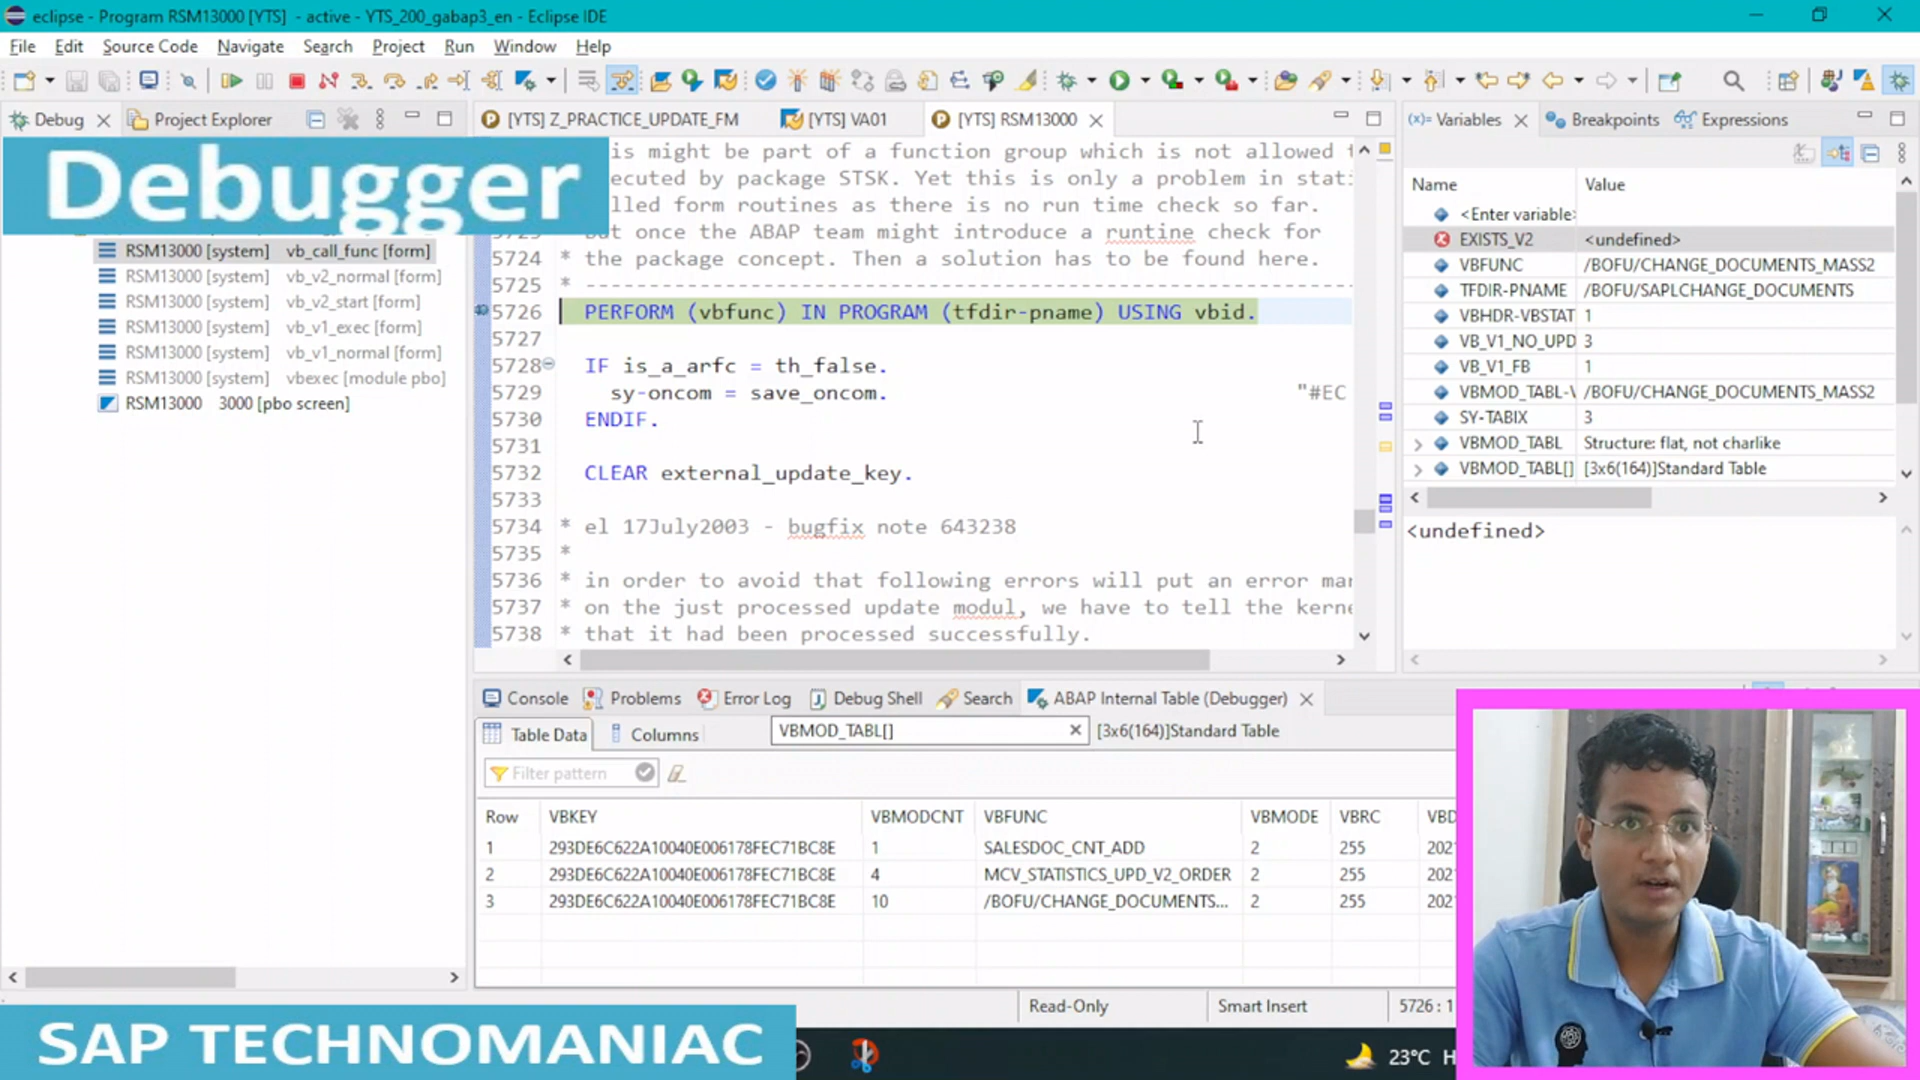 eclipse - Program RSM13000 [YTS]  - active - YTS_200_gabap3_en - Eclipse IDE
File Edit Source Code Navigate Search Project Run Window Help
Debug Project Explorer
[YTS] Z_PRACTICE_UPDATE_FM [YTS] VA01 [YTS] RSM13000
Variables Breakpoints Expressions
Debugger
RSM13000 [system] vb_call_func [form]
RSM13000 [system] vb_v2_normal [form]
RSM13000 [system] vb_v2_start [form]
RSM13000 [system] vb_v1_exec [form]
RSM13000 [system] vb_v1_normal [form]
RSM13000 [system] vbexec [module pbo]
RSM13000 3000 [pbo screen]
is might be part of a function group which is not allowed
ecuted by package STSK. Yet this is only a problem in stati
lled form routines as there is no run time check so far.
but once the ABAP team might introduce a runtine check for
5724 * the package concept. Then a solution has to be found here.
5725 * ------------------------------------------------------------
5726 PERFORM (vbfunc) IN PROGRAM (tfdir-pname) USING vbid.
5727
5728 IF is_a_arfc = th_false.
5729 sy-oncom = save_oncom. "#EC
5730 ENDIF.
5731
5732 CLEAR external_update_key.
5733
5734 * el 17July2003 - bugfix note 643238
5735 *
5736 * in order to avoid that following errors will put an error mar
5737 * on the just processed update modul, we have to tell the kerne
5738 * that it had been processed successfully.
Name Value
<Enter variable>
EXISTS_V2 <undefined>
VBFUNC /BOFU/CHANGE_DOCUMENTS_MASS2
TFDIR-PNAME /BOFU/SAPLCHANGE_DOCUMENTS
VBHDR-VBSTAT 1
VB_V1_NO_UPD 3
VB_V1_FB 1
VBMOD_TABL-V /BOFU/CHANGE_DOCUMENTS_MASS2
SY-TABIX 3
VBMOD_TABL Structure: flat, not charlike
VBMOD_TABL[] [3x6(164)]Standard Table
<undefined>
Console Problems Error Log Debug Shell Search ABAP Internal Table (Debugger)
Table Data Columns VBMOD_TABL[] [3x6(164)]Standard Table
Filter pattern
Row VBKEY VBMODCNT VBFUNC VBMODE VBRC VBD
1 293DE6C622A10040E006178FEC71BC8E 1 SALESDOC_CNT_ADD 2 255 202
2 293DE6C622A10040E006178FEC71BC8E 4 MCV_STATISTICS_UPD_V2_ORDER 2 255 202
3 293DE6C622A10040E006178FEC71BC8E 10 /BOFU/CHANGE_DOCUMENTS... 2 255 202
Read-Only Smart Insert 5726 : 1
SAP TECHNOMANIAC
23°C H